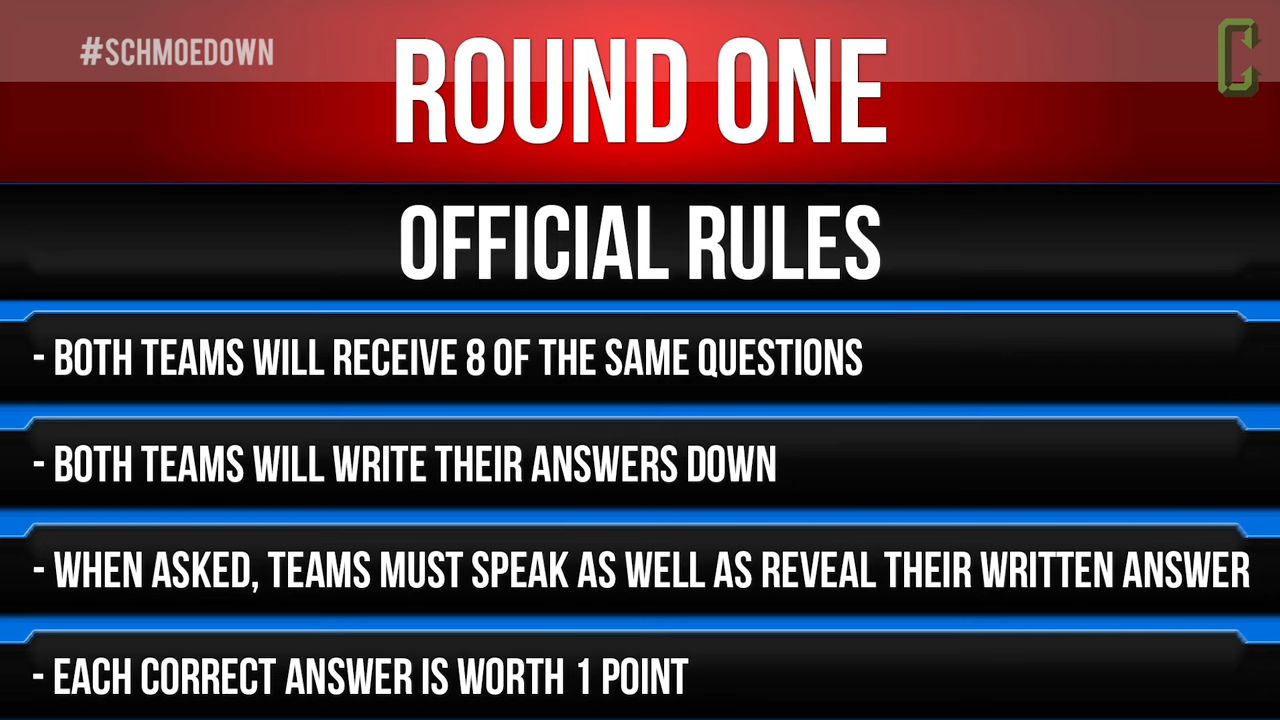 #SCHMOEDOWN
ROUND ONE
OFFICIAL RULES
- BOTH TEAMS WILL RECEIVE 8 OF THE SAME QUESTIONS
- BOTH TEAMS WILL WRITE THEIR ANSWERS DOWN
- WHEN ASKED, TEAMS MUST SPEAK AS WELL AS REVEAL THEIR WRITTEN ANSWER
- EACH CORRECT ANSWER IS WORTH 1 POINT